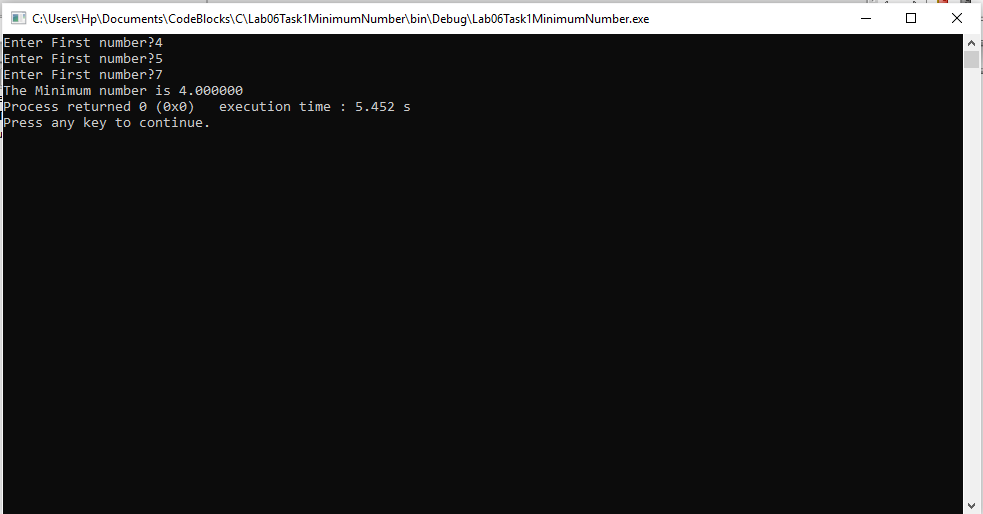 C:\Users\Hp\Documents\CodeBlocks\C\Lab06Task1MinimumNumber\bin\Debug\Lab06Task1MinimumNumber.exe
Enter First number?4
Enter First number?5
Enter First number?7
The Minimum number is 4.000000
Process returned 0 (0x0)   execution time : 5.452 s
Press any key to continue.